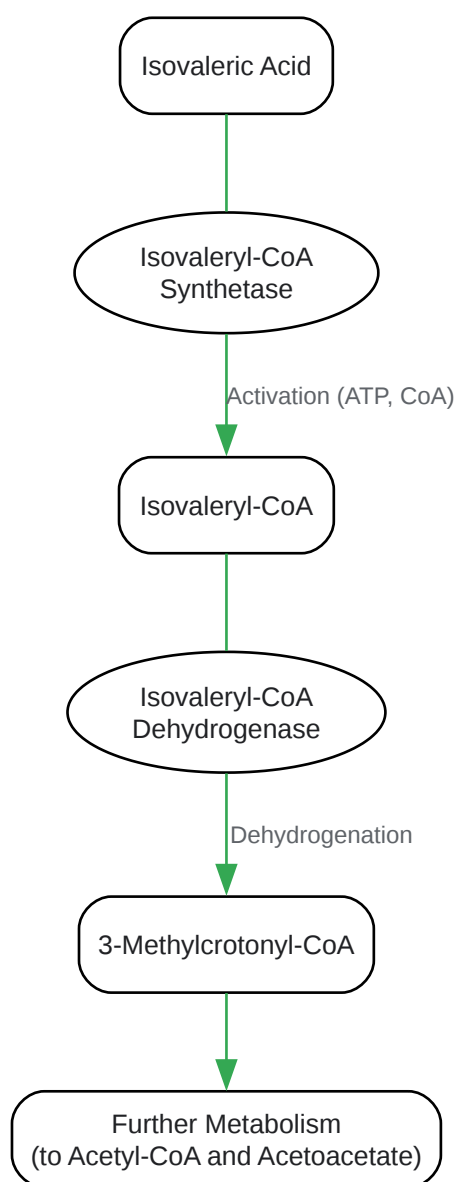 Isovaleric Acid
Isovaleryl-CoA
Synthetase
Activation (ATP, CoA)
Isovaleryl-CoA
Isovaleryl-CoA
Dehydrogenase
Dehydrogenation
3-Methylcrotonyl-CoA
Further Metabolism
(to Acetyl-CoA and Acetoacetate)